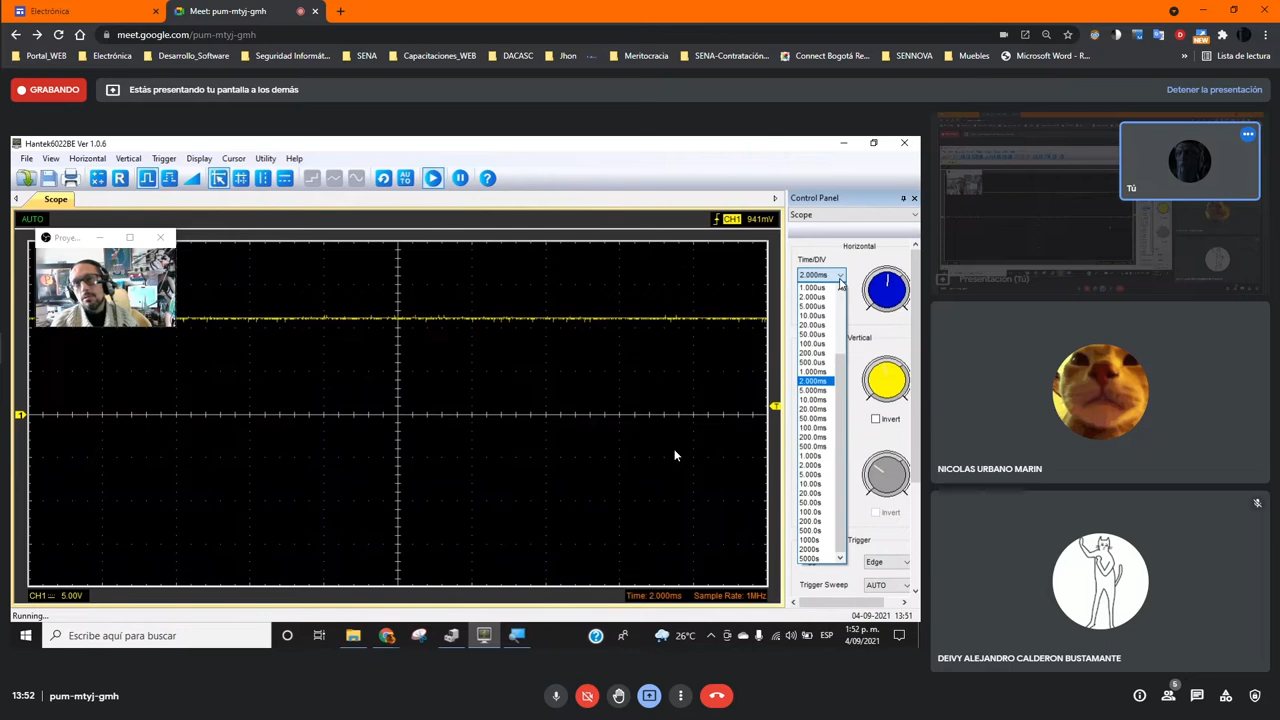 Electrónica
Meet: pum-mtyj-gmh
meet.google.com/pum-mtyj-gmh
Portal_WEB
Electrónica
Desarrollo_Software
Seguridad Informát...
SENA
Capacitaciones_WEB
DACASC
Jhon
Meritocracia
SENA-Contratación...
Connect Bogotá Re...
SENNOVA
Muebles
Microsoft Word - R...
NEW
Lista de lectura
GRABANDO
Estás presentando tu pantalla a los demás
Detener la presentación
Hantek6022BE Ver 1.0.6
File View Horizontal Vertical Trigger Display Cursor Utility Help
R
AU
TO
Scope
Control Panel
Scope
AUTO
CH1 941mV
Proye...
Horizontal
Time/DIV
2.000ms
1.000us
2.000us
5.000us
10.00us
20.00us
50.00us
100.0us
200.0us
500.0us
1.000ms
2.000ms
5.000ms
10.00ms
20.00ms
50.00ms
100.0ms
200.0ms
500.0ms
1.000s
2.000s
5.000s
10.00s
20.00s
50.00s
100.0s
200.0s
500.0s
1000s
2000s
5000s
Vertical
Invert
Invert
Trigger
Edge
Trigger Sweep AUTO
1
T
CH1 5.00V
Time: 2.000ms Sample Rate: 1MHz
Running...
04-09-2021 13:51
Escribe aquí para buscar
26°C
ESP
1:52 p. m.
4/09/2021
Tú
Presentación (Tú)
NICOLAS URBANO MARIN
DEIVY ALEJANDRO CALDERON BUSTAMANTE
13:52
pum-mtyj-gmh
5